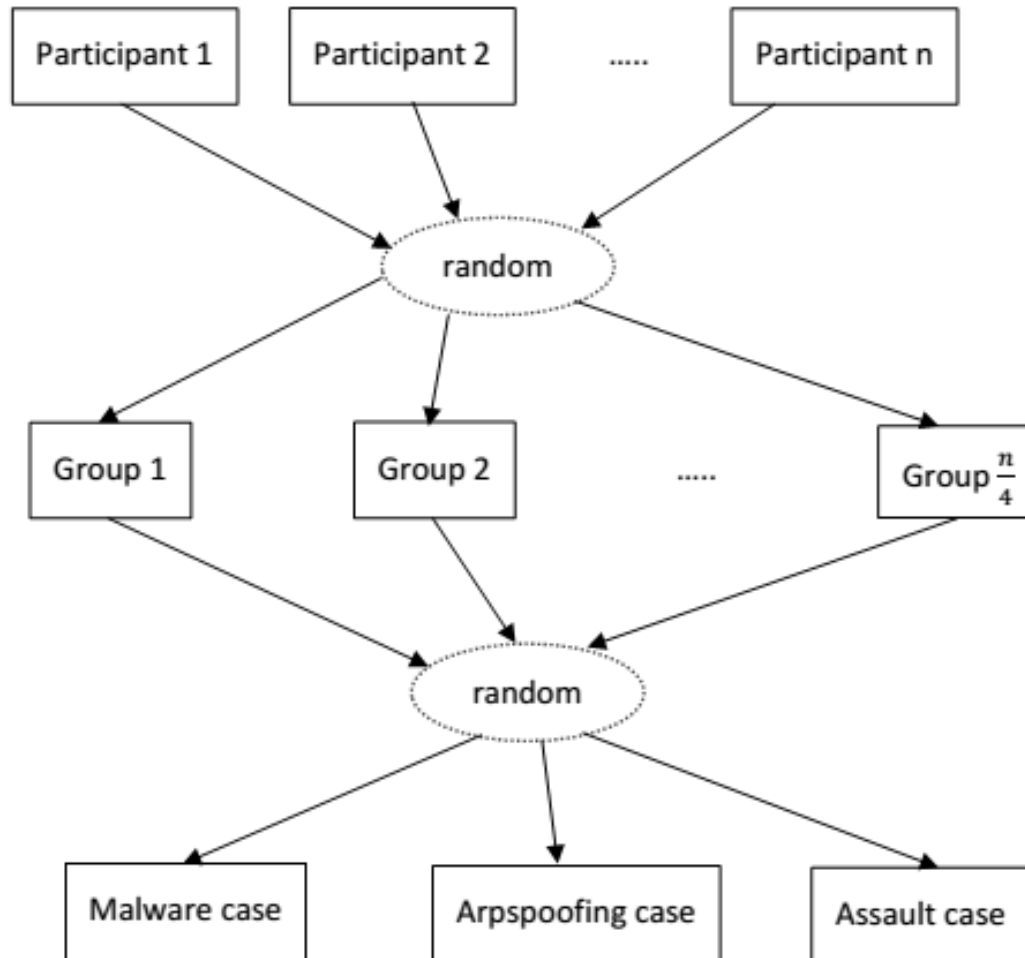 Participant 1
Participant 2
.....
Participant n
random
Group 1
Group 2
.....
Group n/4
random
Malware case
Arpspoofing case
Assault case